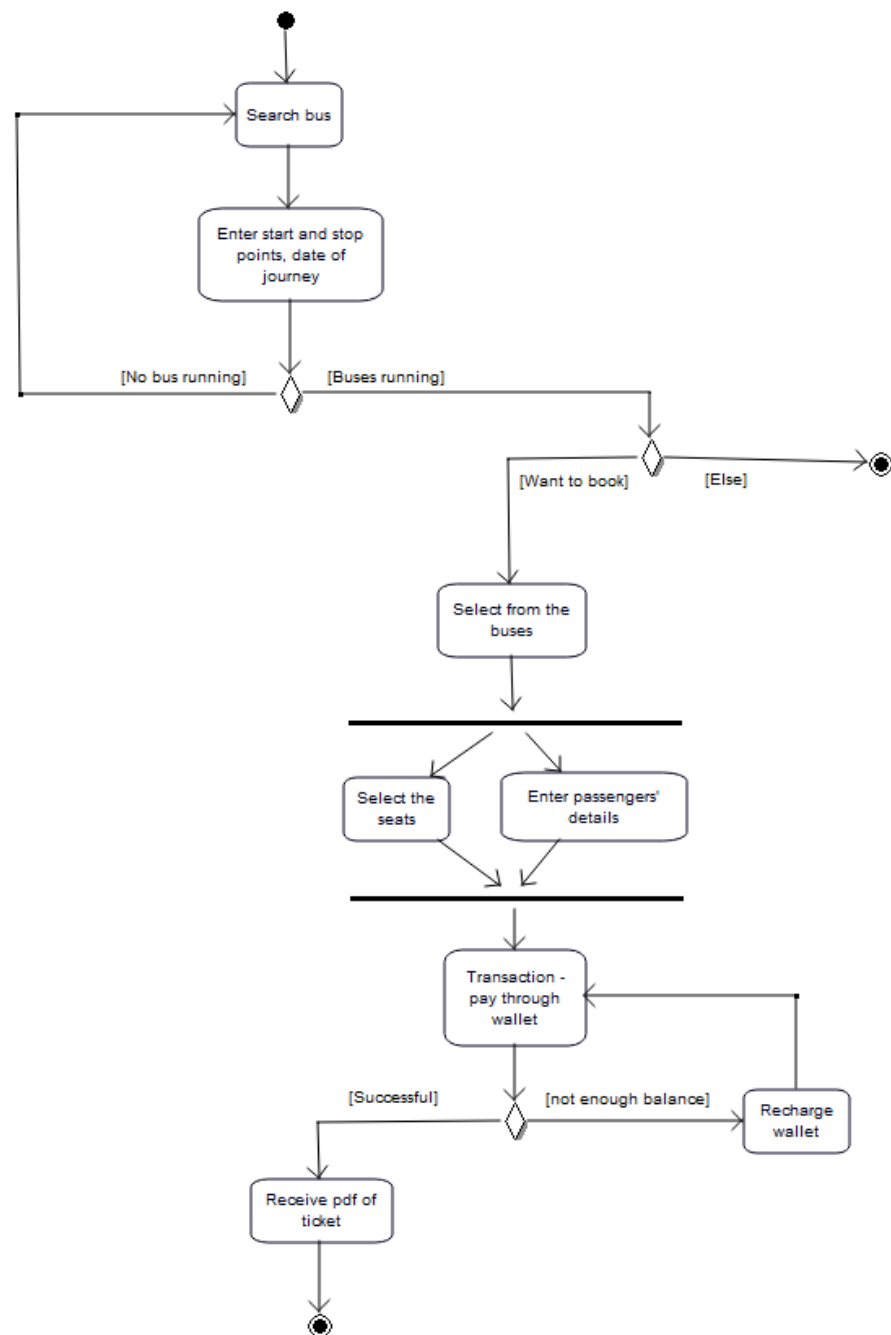 Search bus
Enter start and stop
points, date of
journey
[No bus running]
[Buses running]
[Want to book]
[Else]
Select from the
buses
Select the
seats
Enter passengers'
details
Transaction -
pay through
wallet
[Successful]
[not enough balance]
Recharge
wallet
Receive pdf of
ticket